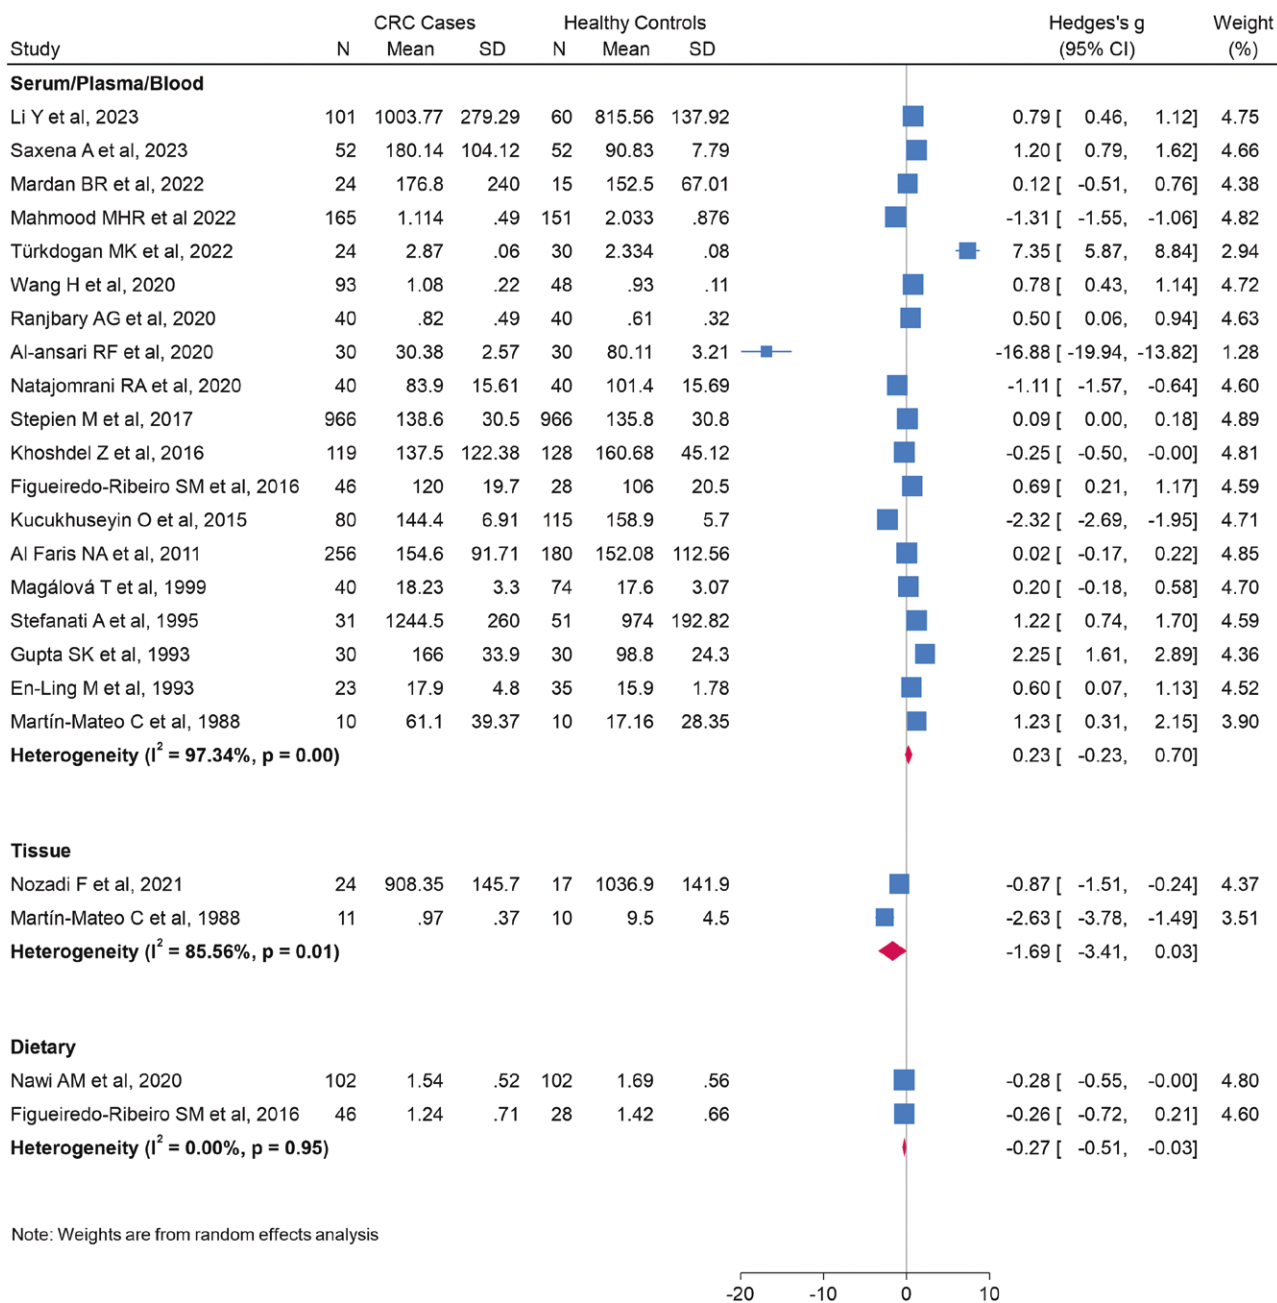 CRC Cases Healthy Controls Hedges's g Weight
Study N Mean SD N Mean SD (95% CI) (%)
Serum/Plasma/Blood
Li Y et al, 2023 101 1003.77 279.29 60 815.56 137.92 0.79 [ 0.46, 1.12] 4.75
Saxena A et al, 2023 52 180.14 104.12 52 90.83 7.79 1.20 [ 0.79, 1.62] 4.66
Mardan BR et al, 2022 24 176.8 240 15 152.5 67.01 0.12 [ -0.51, 0.76] 4.38
Mahmood MHR et al 2022 165 1.114 .49 151 2.033 .876 -1.31 [ -1.55, -1.06] 4.82
Türkdogan MK et al, 2022 24 2.87 .06 30 2.334 .08 7.35 [ 5.87, 8.84] 2.94
Wang H et al, 2020 93 1.08 .22 48 .93 .11 0.78 [ 0.43, 1.14] 4.72
Ranjbary AG et al, 2020 40 .82 .49 40 .61 .32 0.50 [ 0.06, 0.94] 4.63
Al-ansari RF et al, 2020 30 30.38 2.57 30 80.11 3.21 -16.88 [ -19.94, -13.82] 1.28
Natajomrani RA et al, 2020 40 83.9 15.61 40 101.4 15.69 -1.11 [ -1.57, -0.64] 4.60
Stepien M et al, 2017 966 138.6 30.5 966 135.8 30.8 0.09 [ 0.00, 0.18] 4.89
Khoshdel Z et al, 2016 119 137.5 122.38 128 160.68 45.12 -0.25 [ -0.50, -0.00] 4.81
Figueiredo-Ribeiro SM et al, 2016 46 120 19.7 28 106 20.5 0.69 [ 0.21, 1.17] 4.59
Kucukhuseyin O et al, 2015 80 144.4 6.91 115 158.9 5.7 -2.32 [ -2.69, -1.95] 4.71
Al Faris NA et al, 2011 256 154.6 91.71 180 152.08 112.56 0.02 [ -0.17, 0.22] 4.85
Magálová T et al, 1999 40 18.23 3.3 74 17.6 3.07 0.20 [ -0.18, 0.58] 4.70
Stefanati A et al, 1995 31 1244.5 260 51 974 192.82 1.22 [ 0.74, 1.70] 4.59
Gupta SK et al, 1993 30 166 33.9 30 98.8 24.3 2.25 [ 1.61, 2.89] 4.36
En-Ling M et al, 1993 23 17.9 4.8 35 15.9 1.78 0.60 [ 0.07, 1.13] 4.52
Martín-Mateo C et al, 1988 10 61.1 39.37 10 17.16 28.35 1.23 [ 0.31, 2.15] 3.90
Heterogeneity (I² = 97.34%, p = 0.00) 0.23 [ -0.23, 0.70]
Tissue
Nozadi F et al, 2021 24 908.35 145.7 17 1036.9 141.9 -0.87 [ -1.51, -0.24] 4.37
Martín-Mateo C et al, 1988 11 .97 .37 10 9.5 4.5 -2.63 [ -3.78, -1.49] 3.51
Heterogeneity (I² = 85.56%, p = 0.01) -1.69 [ -3.41, 0.03]
Dietary
Nawi AM et al, 2020 102 1.54 .52 102 1.69 .56 -0.28 [ -0.55, -0.00] 4.80
Figueiredo-Ribeiro SM et al, 2016 46 1.24 .71 28 1.42 .66 -0.26 [ -0.72, 0.21] 4.60
Heterogeneity (I² = 0.00%, p = 0.95) -0.27 [ -0.51, -0.03]
Note: Weights are from random effects analysis
-20 -10 0 10